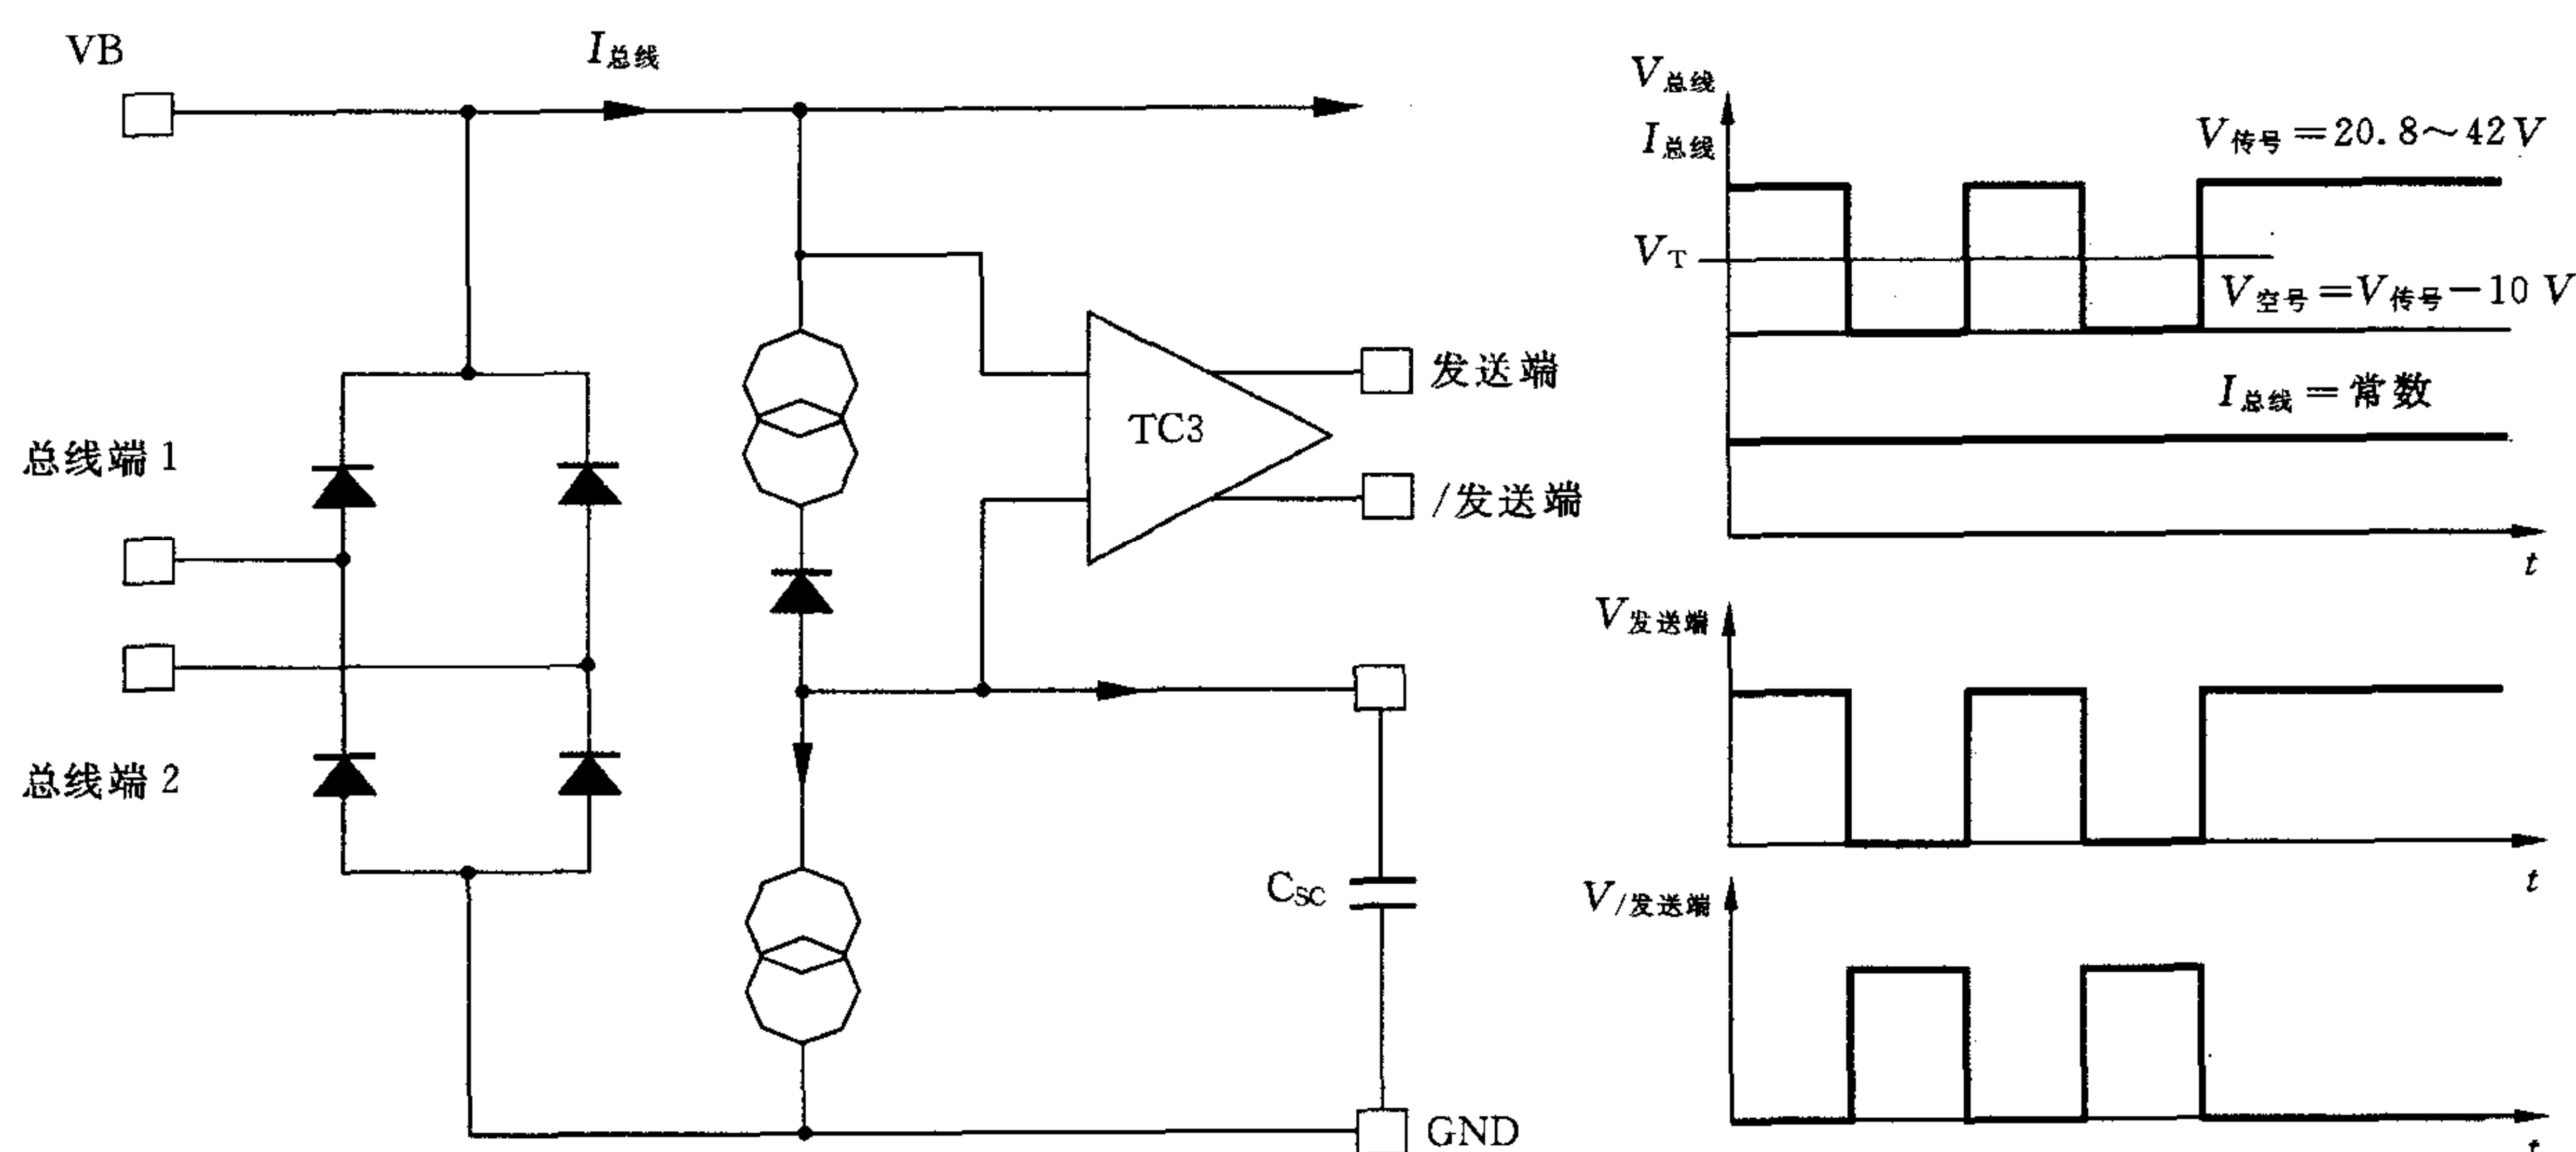 VB
I总线
总线端 1
总线端 2
TC3
发送端
/发送端
CSC
GND
V总线
I总线
V传号=20.8～42 V
VT
V空号=V传号-10 V
I总线=常数
t
V发送端
t
V/发送端
t